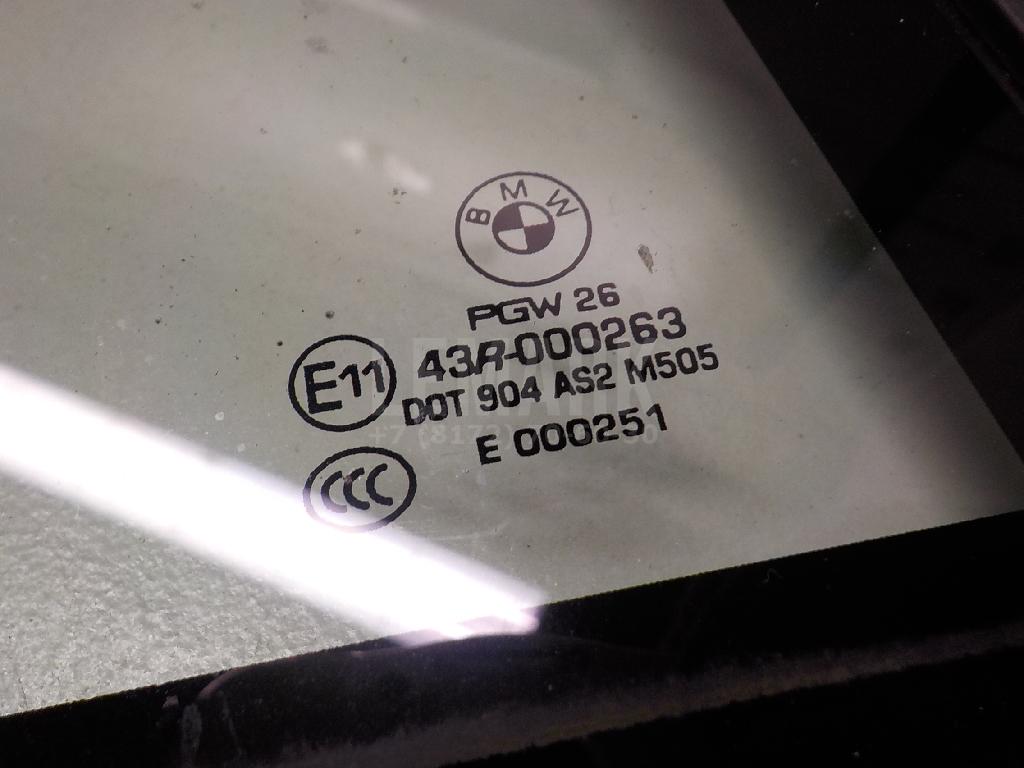 BMW
PGW 26
E11
43R-000263
DOT 904 AS2 M505
E 000251
CCC